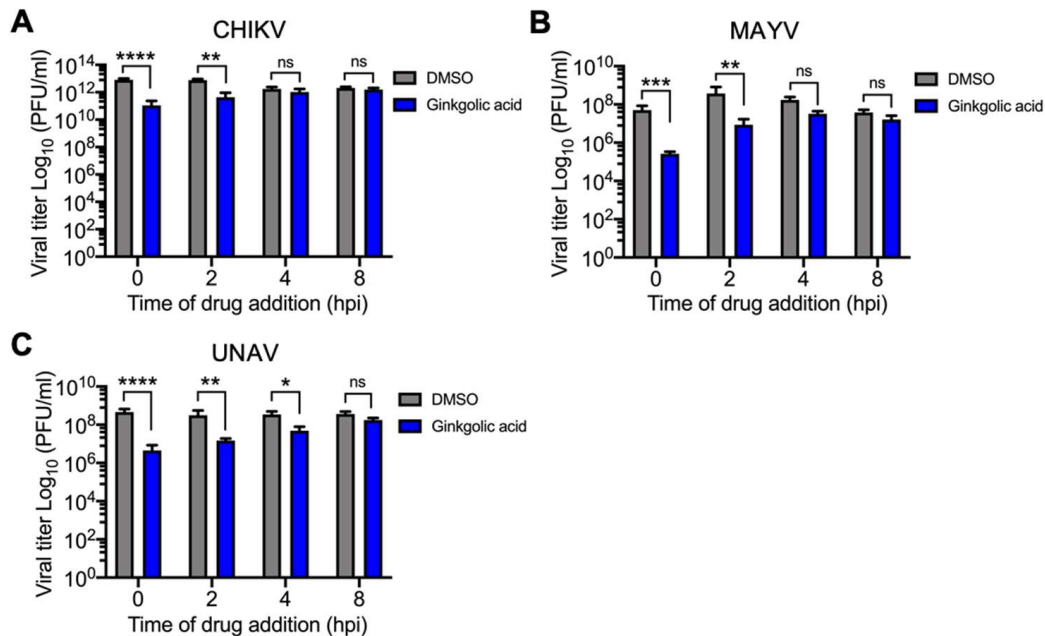 A
CHIKV
Viral titer Log10 (PFU/ml)
10^14
10^12
10^10
10^8
10^6
10^4
10^2
10^0
****
**
ns
ns
DMSO
Ginkgolic acid
0 2 4 8
Time of drug addition (hpi)
B
MAYV
Viral titer Log10 (PFU/ml)
10^10
10^8
10^6
10^4
10^2
10^0
***
**
ns
ns
DMSO
Ginkgolic acid
0 2 4 8
Time of drug addition (hpi)
C
UNAV
Viral titer Log10 (PFU/ml)
10^10
10^8
10^6
10^4
10^2
10^0
****
**
*
ns
DMSO
Ginkgolic acid
0 2 4 8
Time of drug addition (hpi)